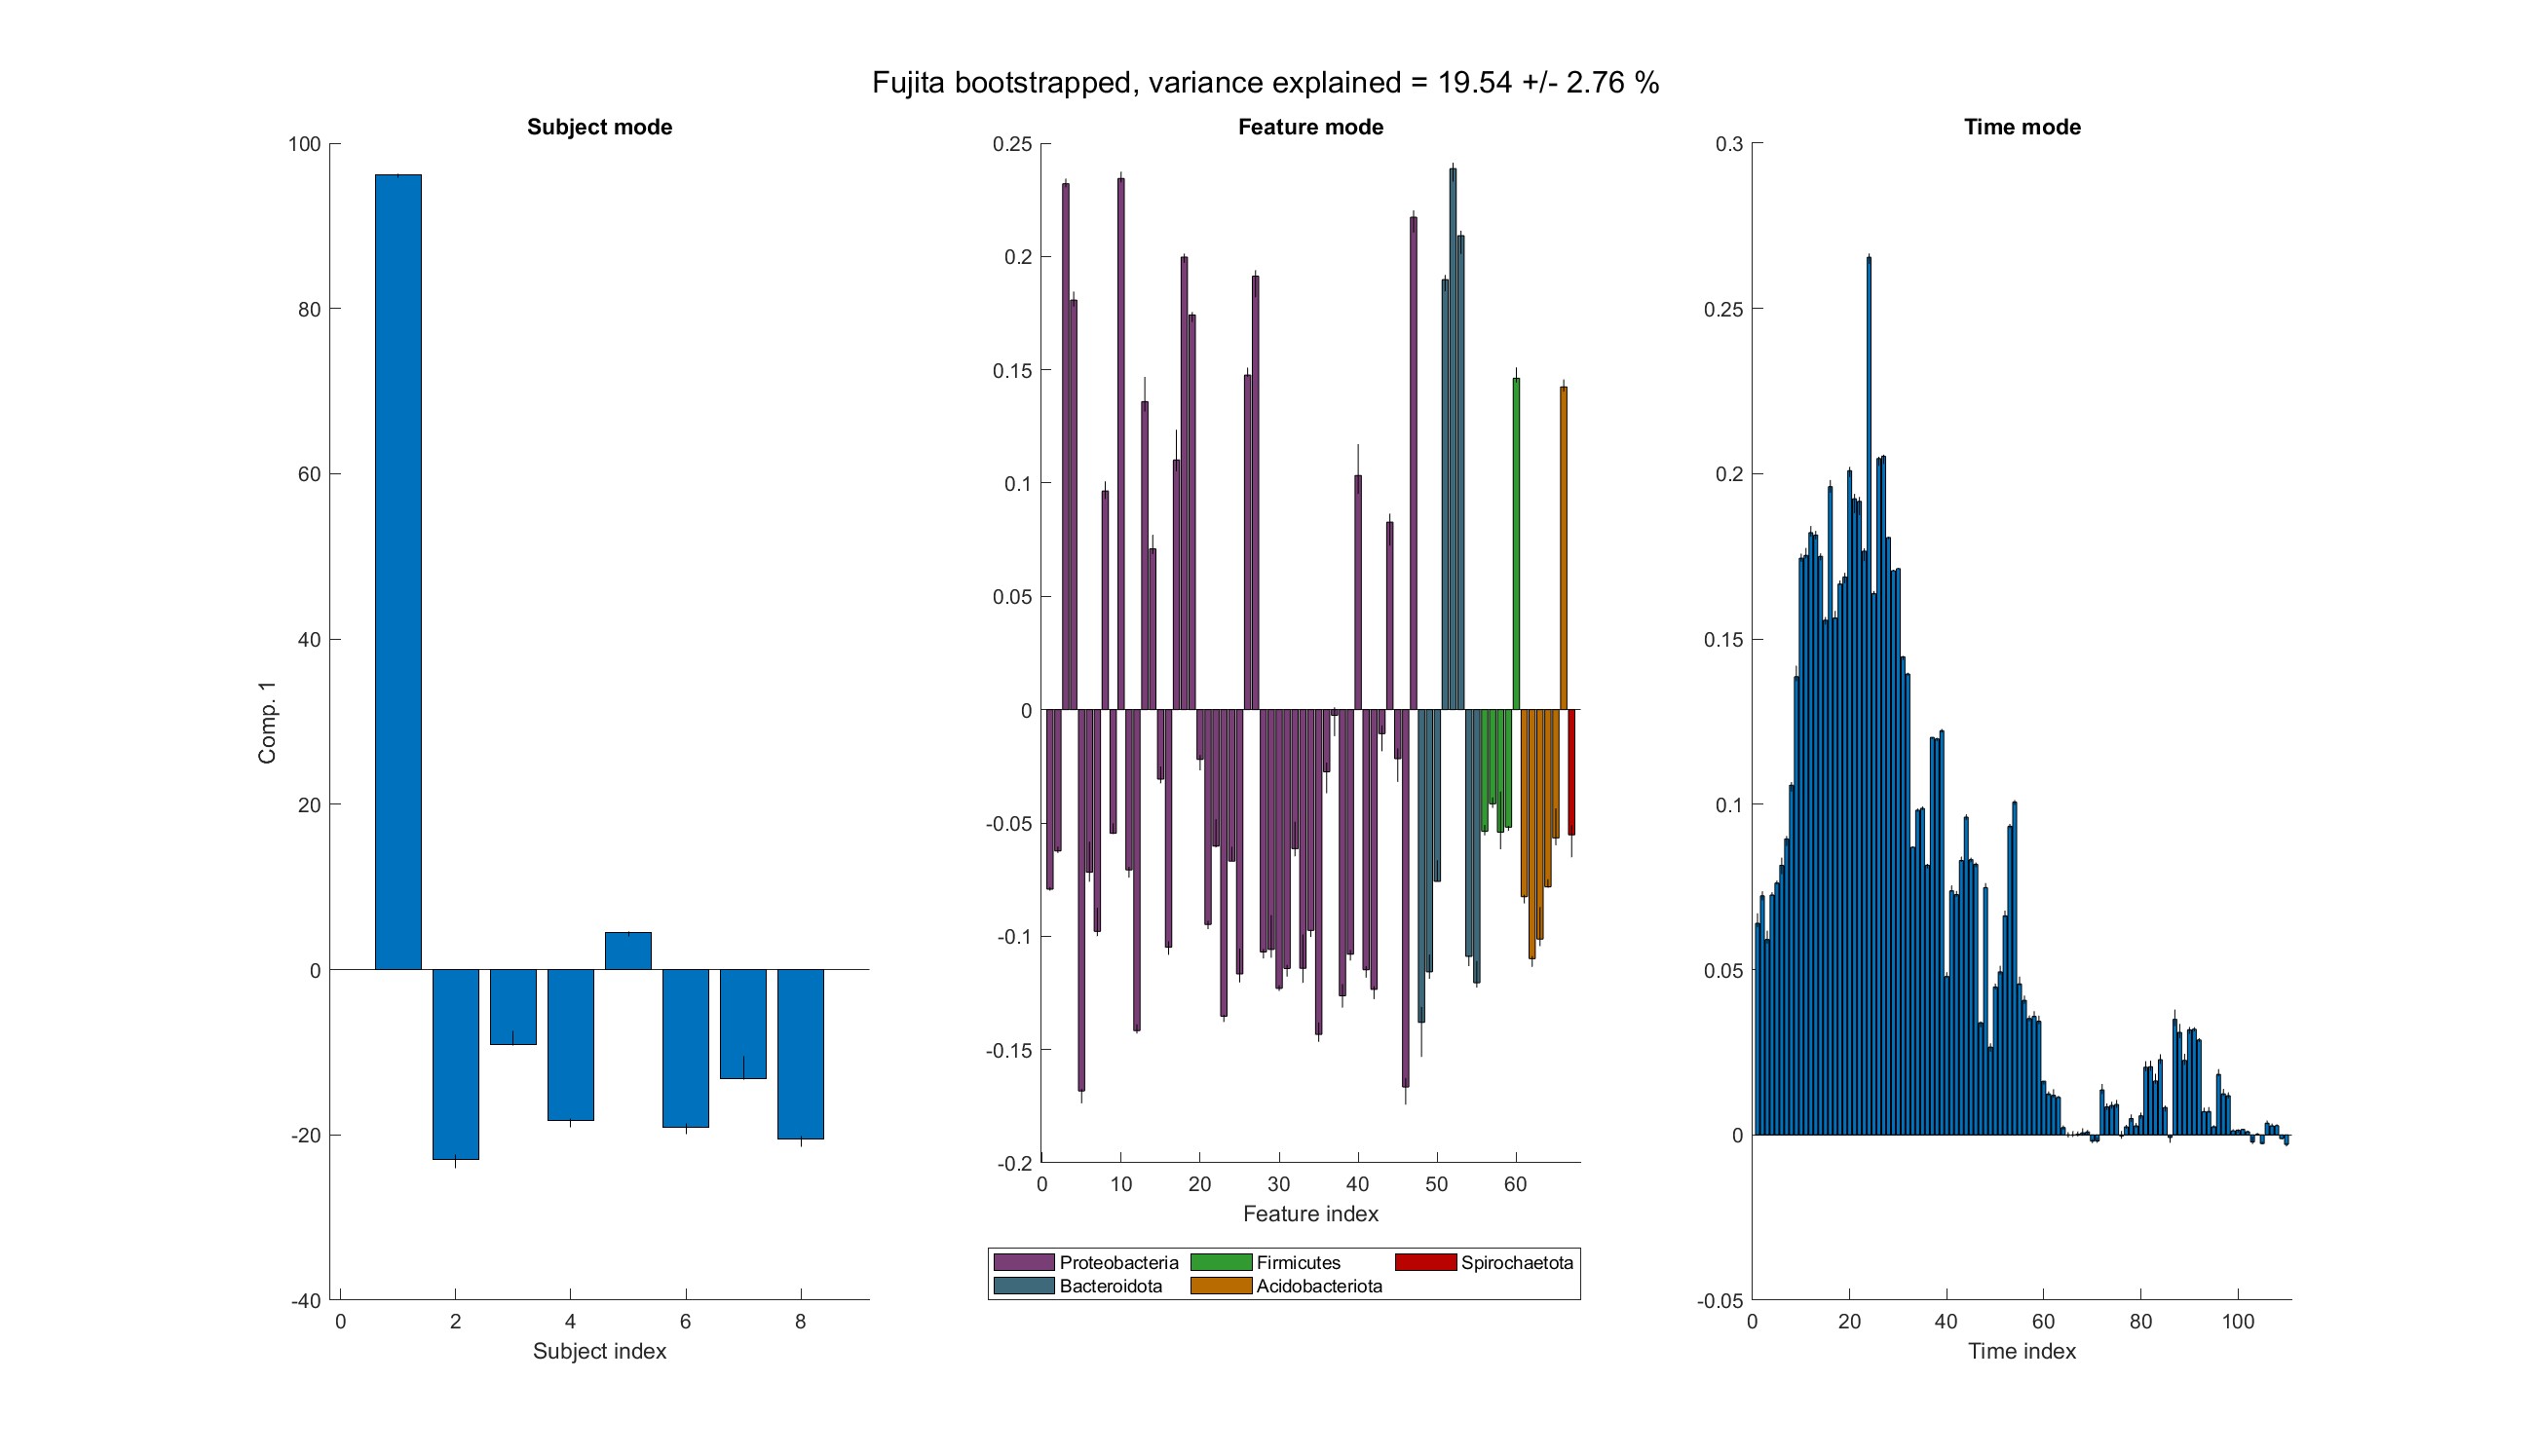 Fujita bootstrapped, variance explained = 19.54 +/- 2.76 %
Subject mode
100
80
60
40
20
0
-20
-40
0 2 4 6 8
Subject index
Comp. 1
Feature mode
0.25
0.2
0.15
0.1
0.05
0
-0.05
-0.1
-0.15
-0.2
0 10 20 30 40 50 60
Feature index
Proteobacteria Firmicutes Spirochaetota
Bacteroidota Acidobacteriota
Time mode
0.3
0.25
0.2
0.15
0.1
0.05
0
-0.05
0 20 40 60 80 100
Time index